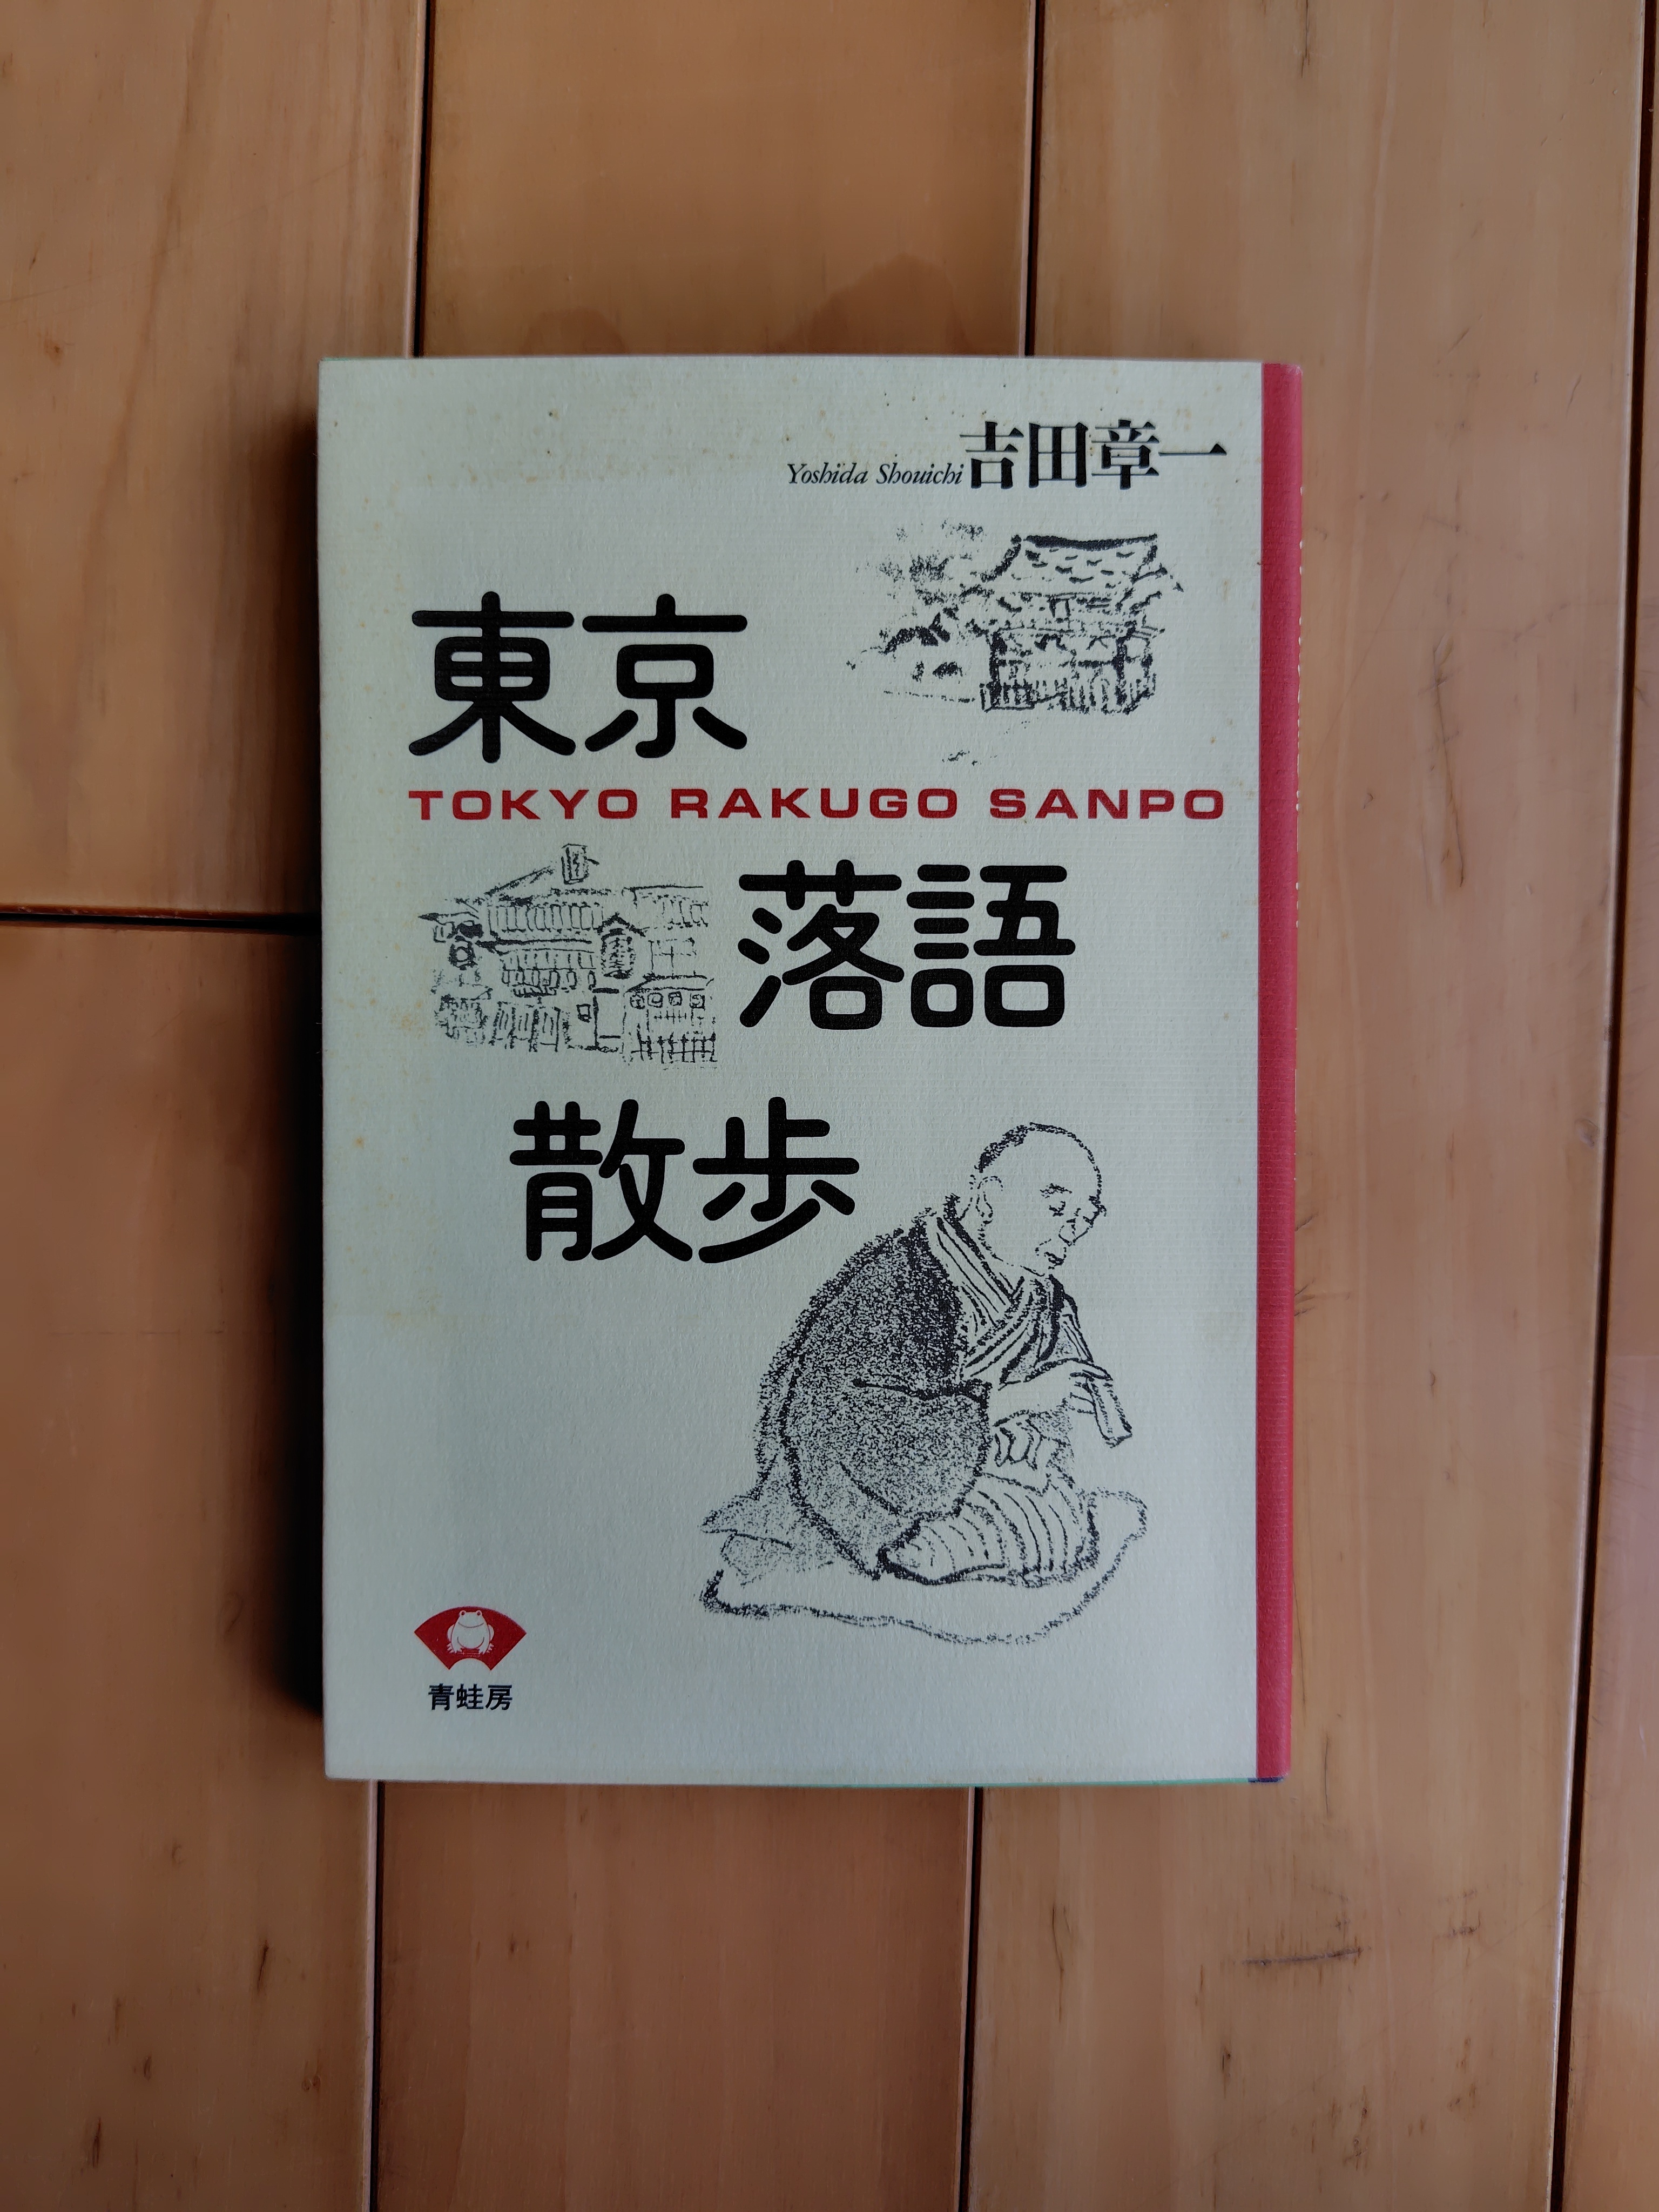 Yoshida Shouichi 吉田章一
東京
TOKYO RAKUGO SANPO
落語
散歩
青蛙房